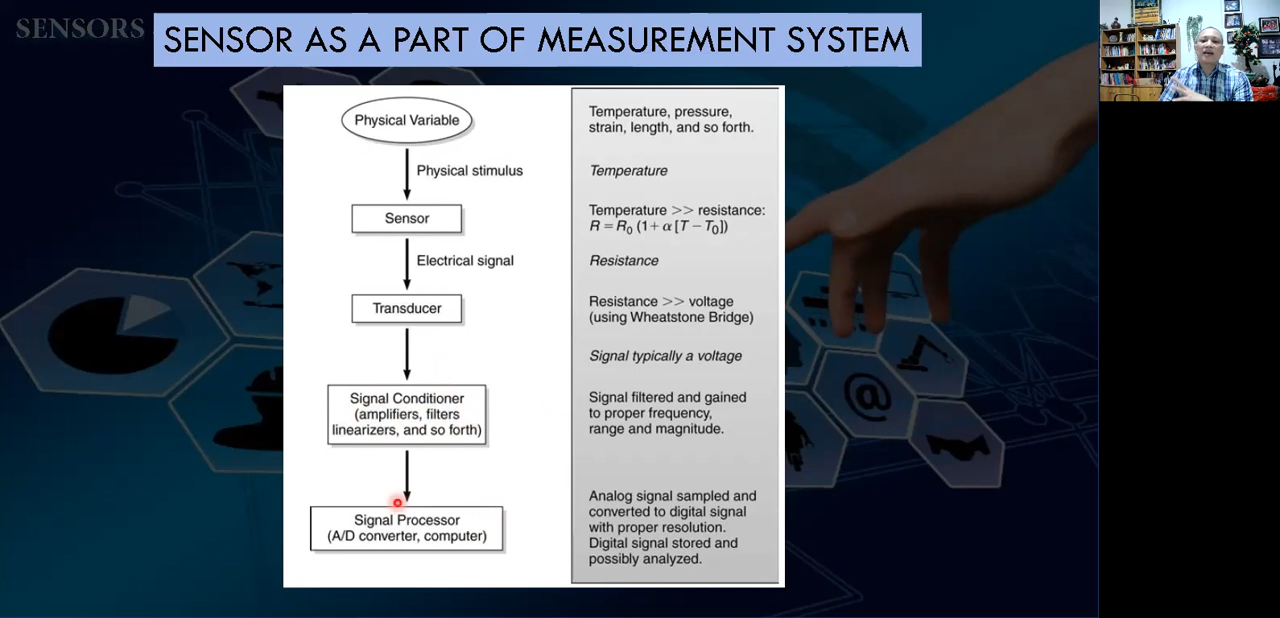 SENSORS
SENSOR AS A PART OF MEASUREMENT SYSTEM
Physical Variable
Physical stimulus
Sensor
Electrical signal
Transducer
Signal Conditioner
(amplifiers, filters
linearizers, and so forth)
Signal Processor
(A/D converter, computer)
Temperature, pressure,
strain, length, and so forth.
Temperature
Temperature >> resistance:
R = R₀ (1 + α [T − T₀])
Resistance
Resistance >> voltage
(using Wheatstone Bridge)
Signal typically a voltage
Signal filtered and gained
to proper frequency,
range and magnitude.
Analog signal sampled and
converted to digital signal
with proper resolution.
Digital signal stored and
possibly analyzed.
@